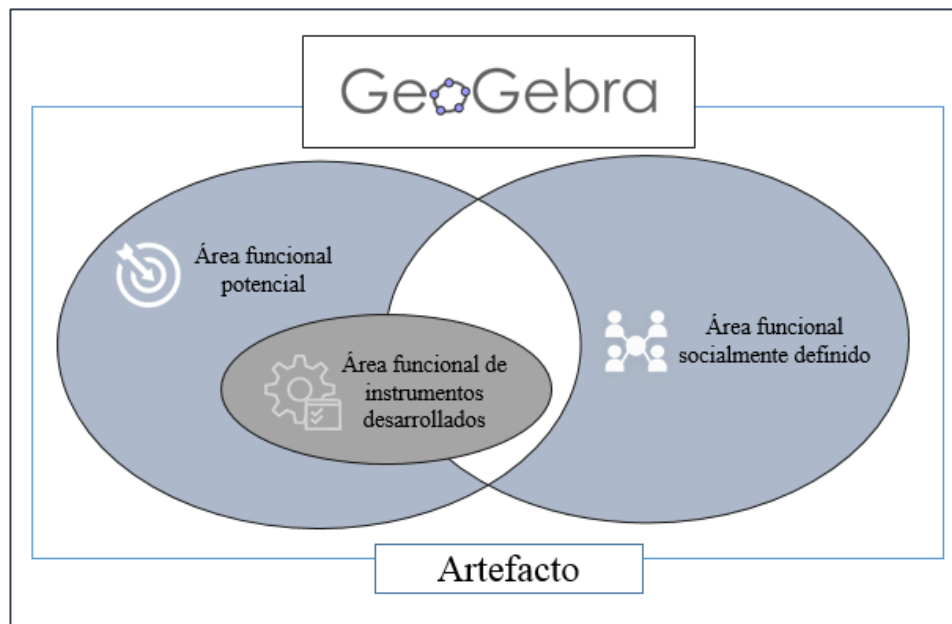 GeoGebra
Área funcional
potencial
Área funcional de
instrumentos
desarrollados
Área funcional
socialmente definido
Artefacto